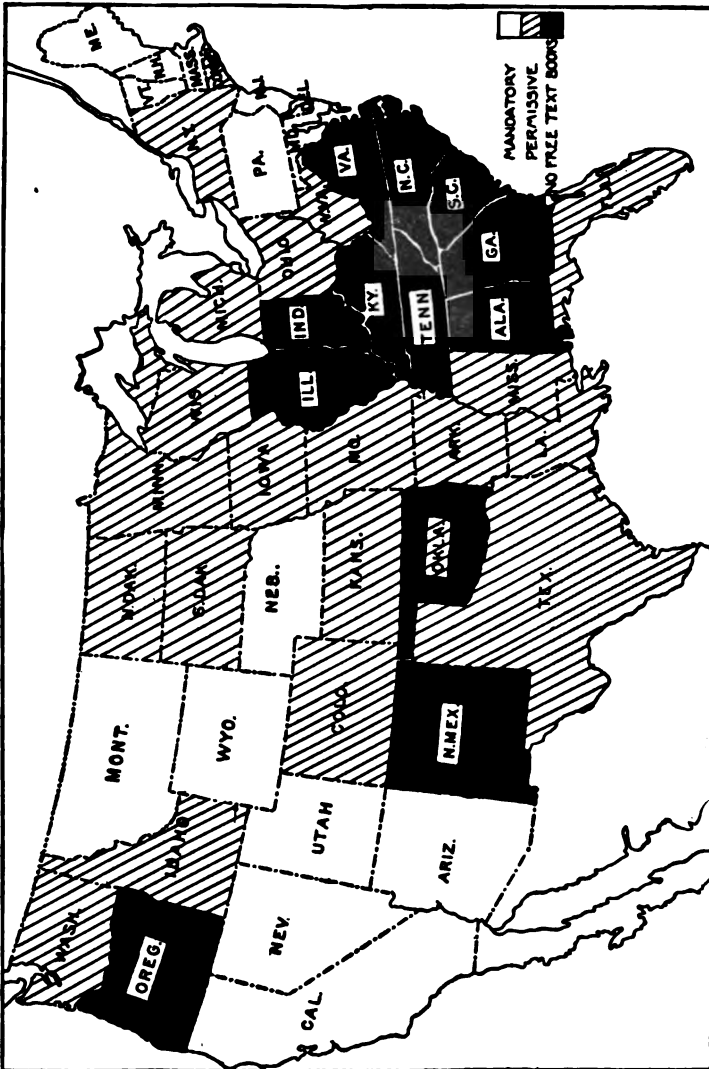 WASH.
OREG.
CAL.
NEV.
IDAHO
MONT.
WYO.
UTAH
ARIZ.
COLO.
N.MEX.
N.DAK.
S.DAK.
NEB.
KANS.
OKLA.
TEX.
MINN.
IOWA
MO.
ARK.
LA.
WIS.
ILL.
MICH.
IND.
OHIO
KY.
TENN
MISS.
ALA.
GA.
S.C.
N.C.
VA.
W.VA.
PA.
N.Y.
N.J.
DEL.
VT.
N.H.
MASS.
ME.
MANDATORY
PERMISSIVE
NO FREE TEXT BOOKS